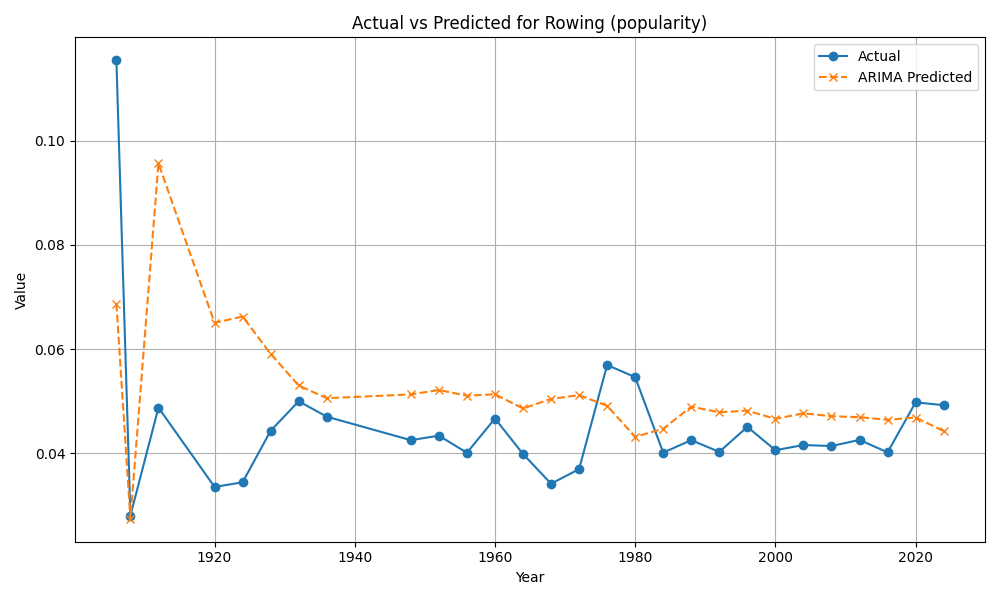 Actual vs Predicted for Rowing (popularity)
Actual
ARIMA Predicted
0.10
0.08
0.06
0.04
Value
1920 1940 1960 1980 2000 2020
Year